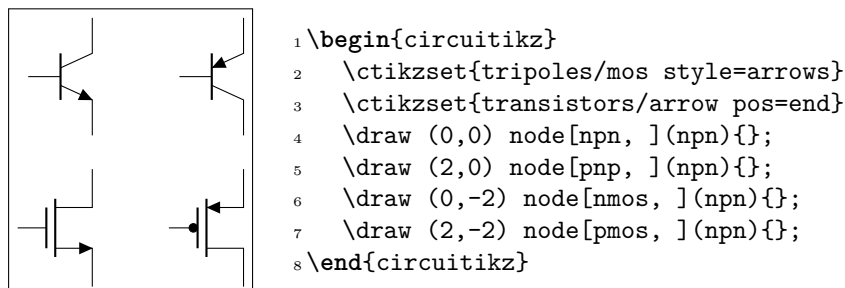 1 \begin{circuitikz}
2 \ctikzset{tripoles/mos style=arrows}
3 \ctikzset{transistors/arrow pos=end}
4 \draw (0,0) node[npn, ](npn){};
5 \draw (2,0) node[pnp, ](npn){};
6 \draw (0,-2) node[nmos, ](npn){};
7 \draw (2,-2) node[pmos, ](npn){};
8 \end{circuitikz}